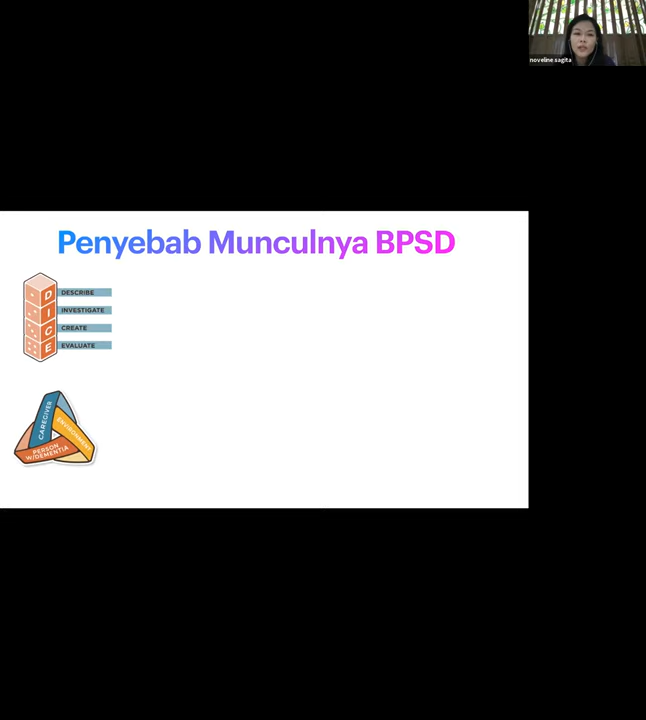 noveline sagita
Penyebab Munculnya BPSD
D DESCRIBE
I INVESTIGATE
C CREATE
E EVALUATE
CAREGIVER
ENVIRONMENT
PERSON
W/DEMENTIA